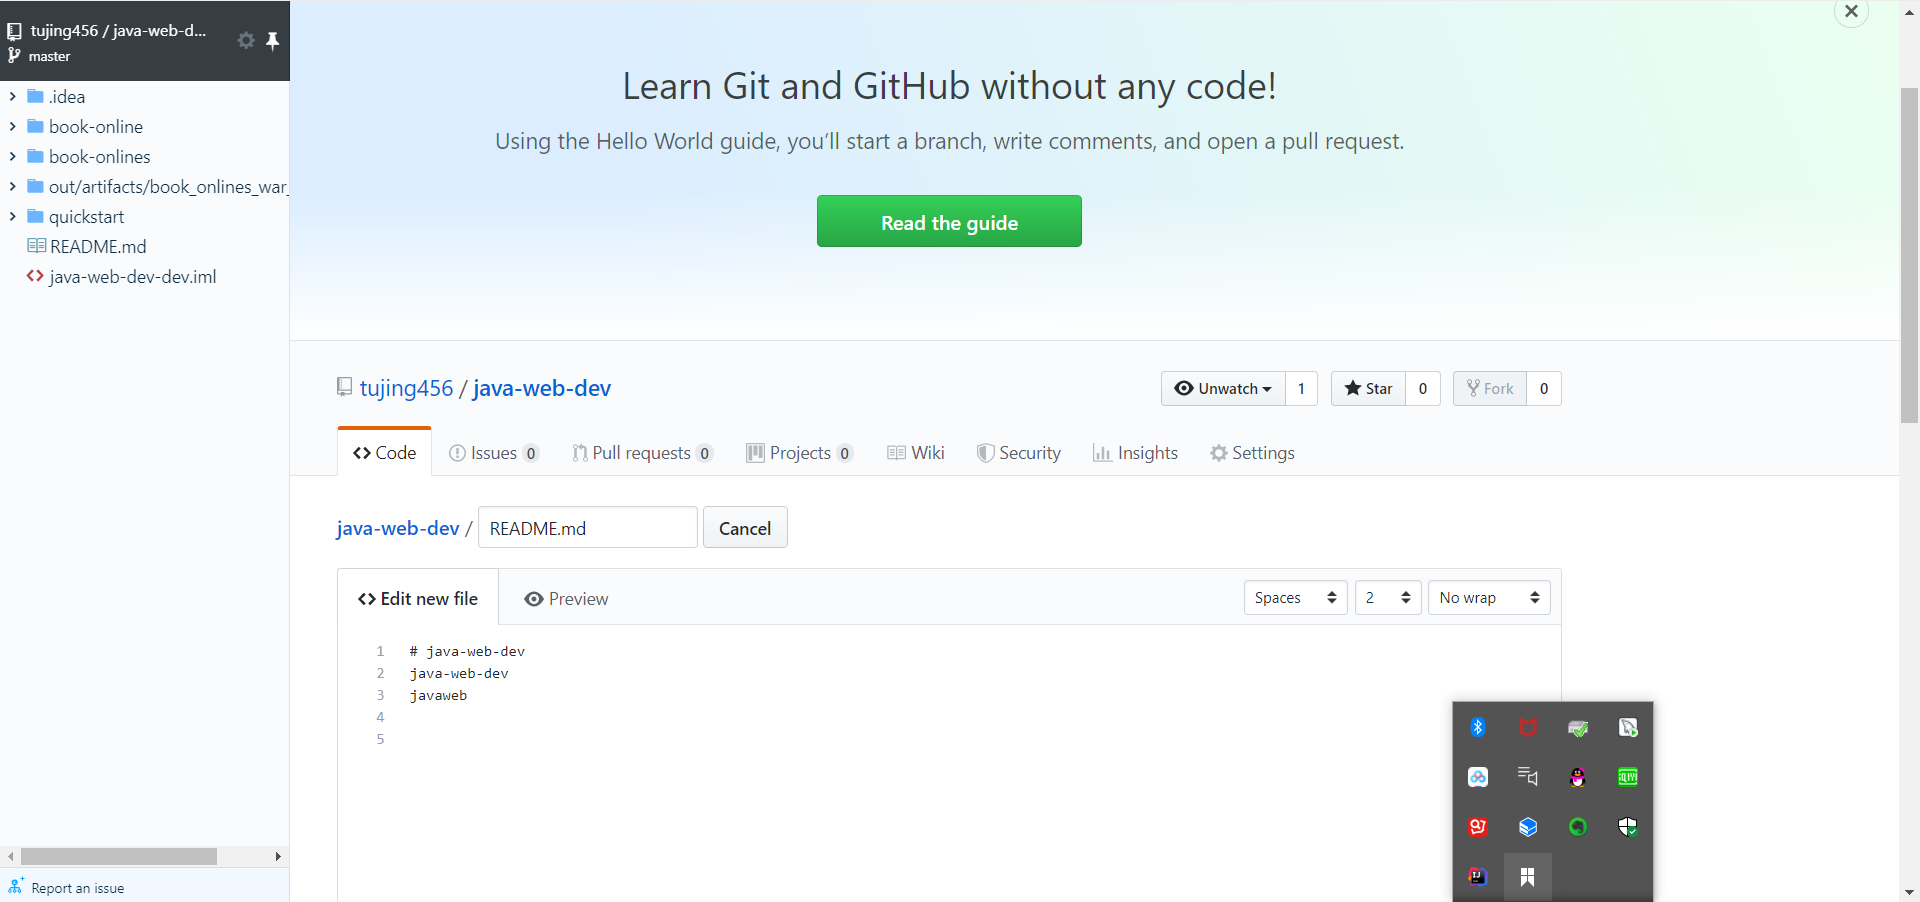 tujing456 / java-web-d...
master
.idea
book-online
book-onlines
out/artifacts/book_onlines_war_
quickstart
README.md
java-web-dev-dev.iml
Report an issue
Learn Git and GitHub without any code!
Using the Hello World guide, you’ll start a branch, write comments, and open a pull request.
Read the guide
tujing456 / java-web-dev
Unwatch 1 Star 0 Fork 0
Code Issues 0 Pull requests 0 Projects 0 Wiki Security Insights Settings
java-web-dev / README.md Cancel
Edit new file Preview Spaces 2 No wrap
1 # java-web-dev
2 java-web-dev
3 javaweb
4
5